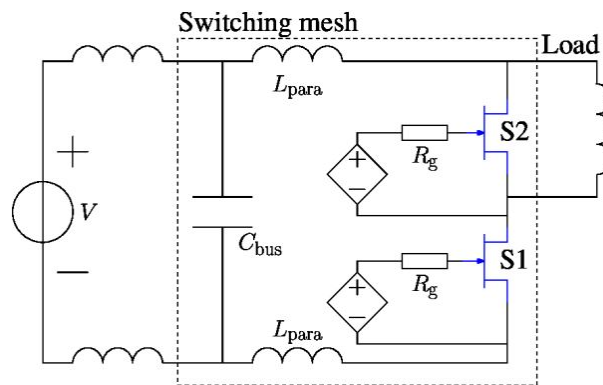 Switching mesh
Load
L_para
S2
R_g
+
−
+
V
−
C_bus
S1
+
−
R_g
L_para